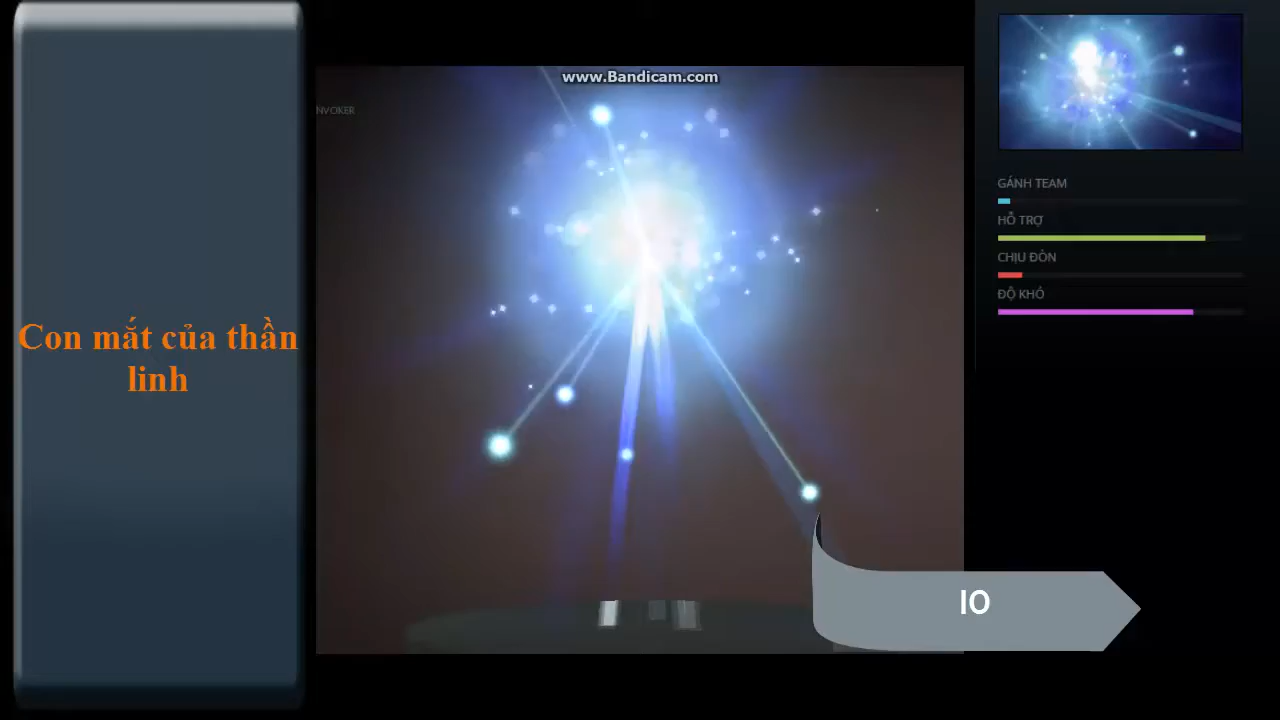 www.Bandicam.com
NVOKER
Con mắt của thần
linh
GÁNH TEAM
HỖ TRỢ
CHỊU ĐÒN
ĐỘ KHÓ
IO